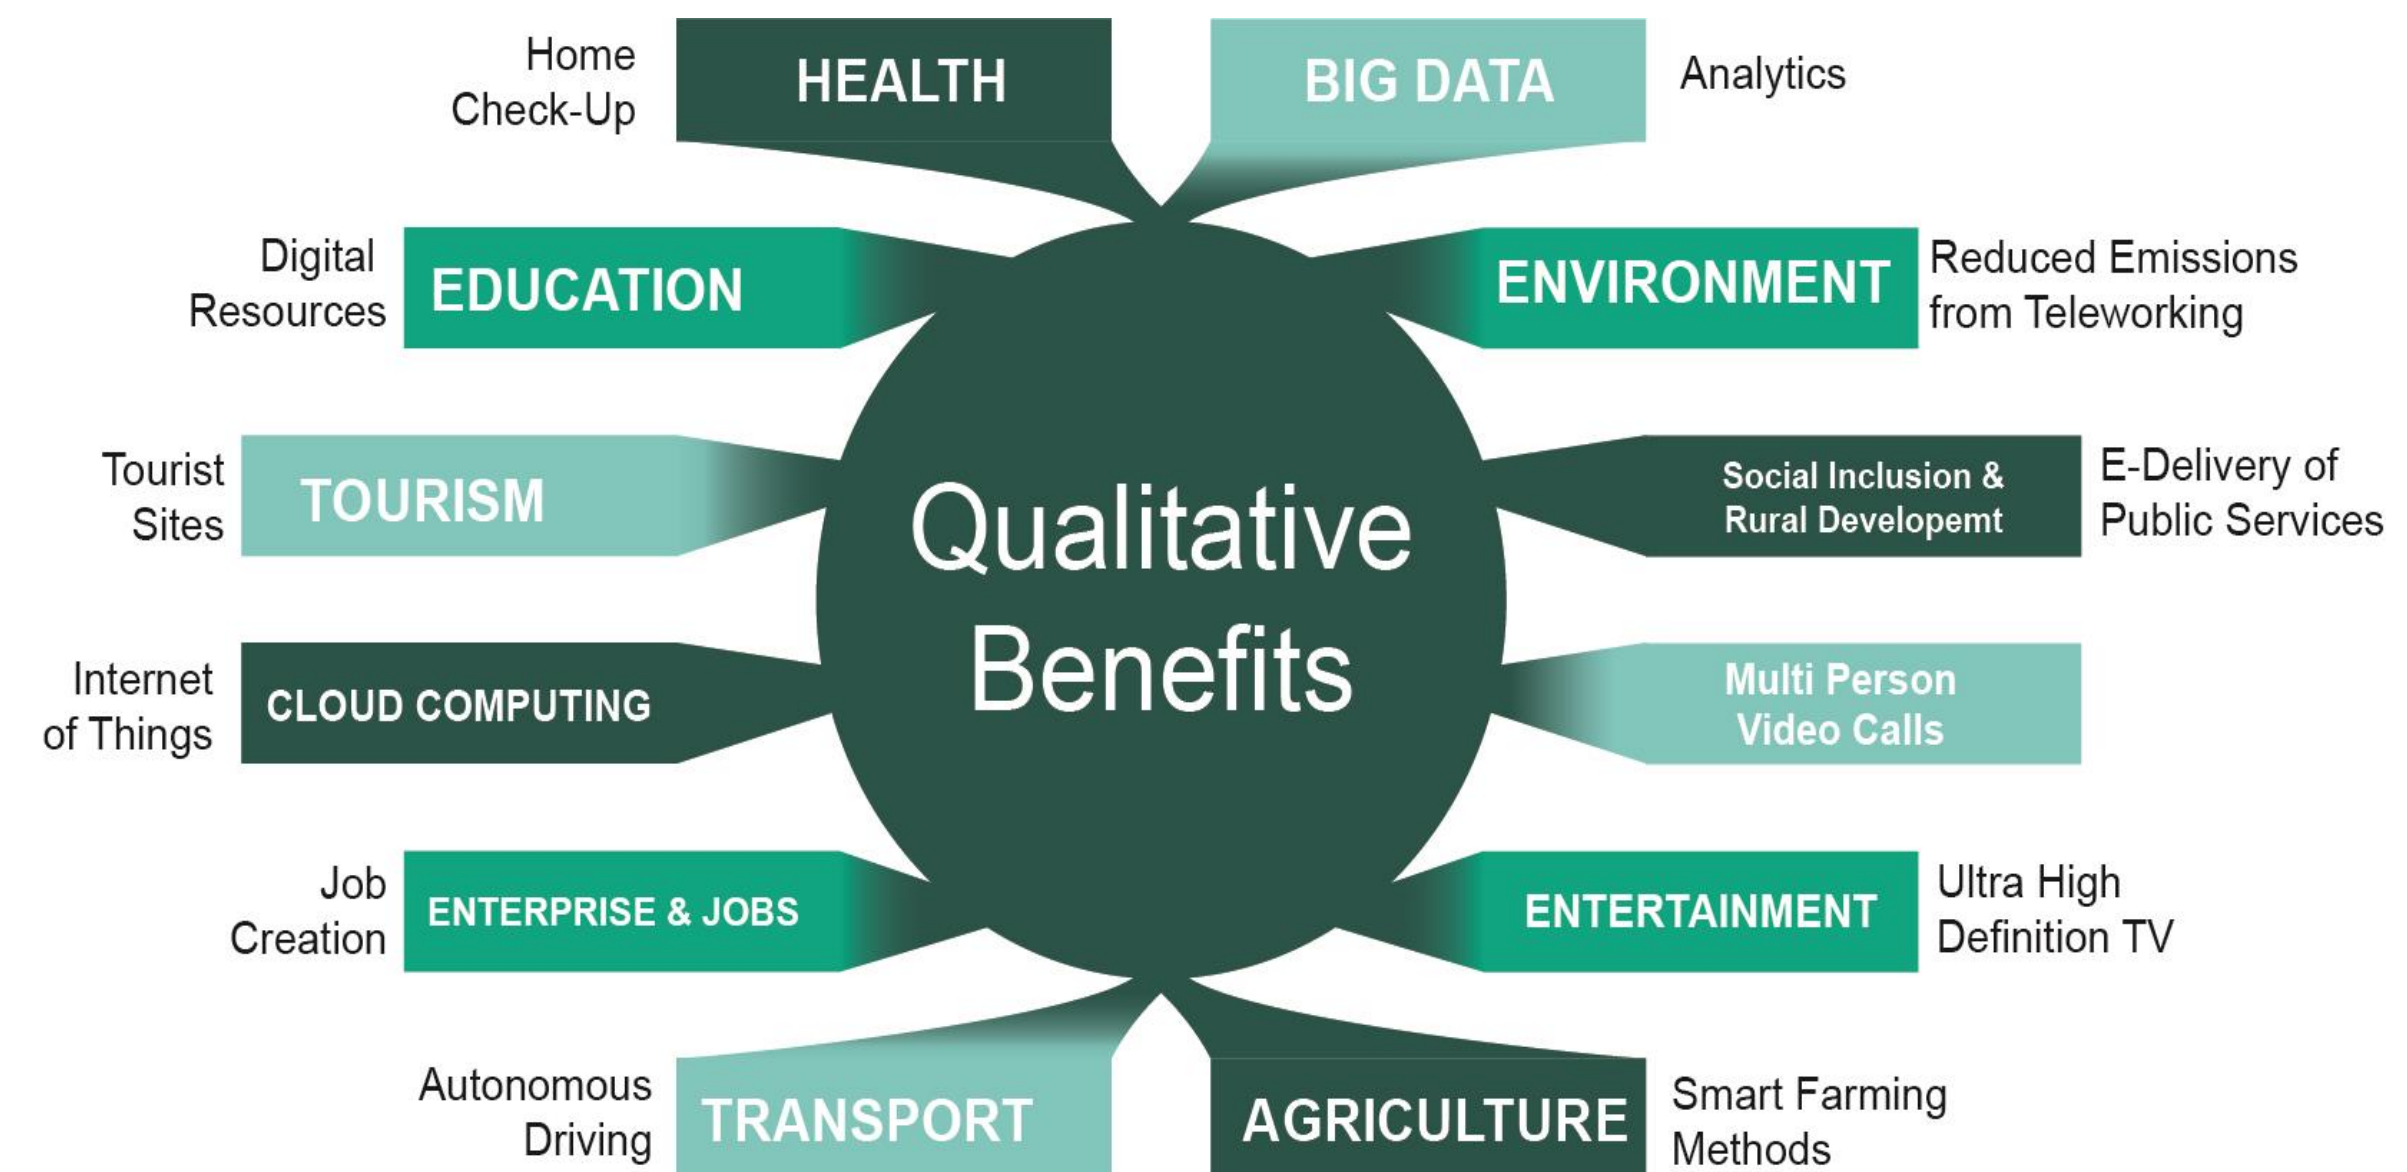 Home
Check-Up
HEALTH
BIG DATA
Analytics
Digital
Resources
EDUCATION
ENVIRONMENT
Reduced Emissions
from Teleworking
Tourist
Sites
TOURISM
Social Inclusion &
Rural Developemt
E-Delivery of
Public Services
Qualitative
Benefits
Internet
of Things
CLOUD COMPUTING
Multi Person
Video Calls
Job
Creation
ENTERPRISE & JOBS
ENTERTAINMENT
Ultra High
Definition TV
Autonomous
Driving
TRANSPORT
AGRICULTURE
Smart Farming
Methods